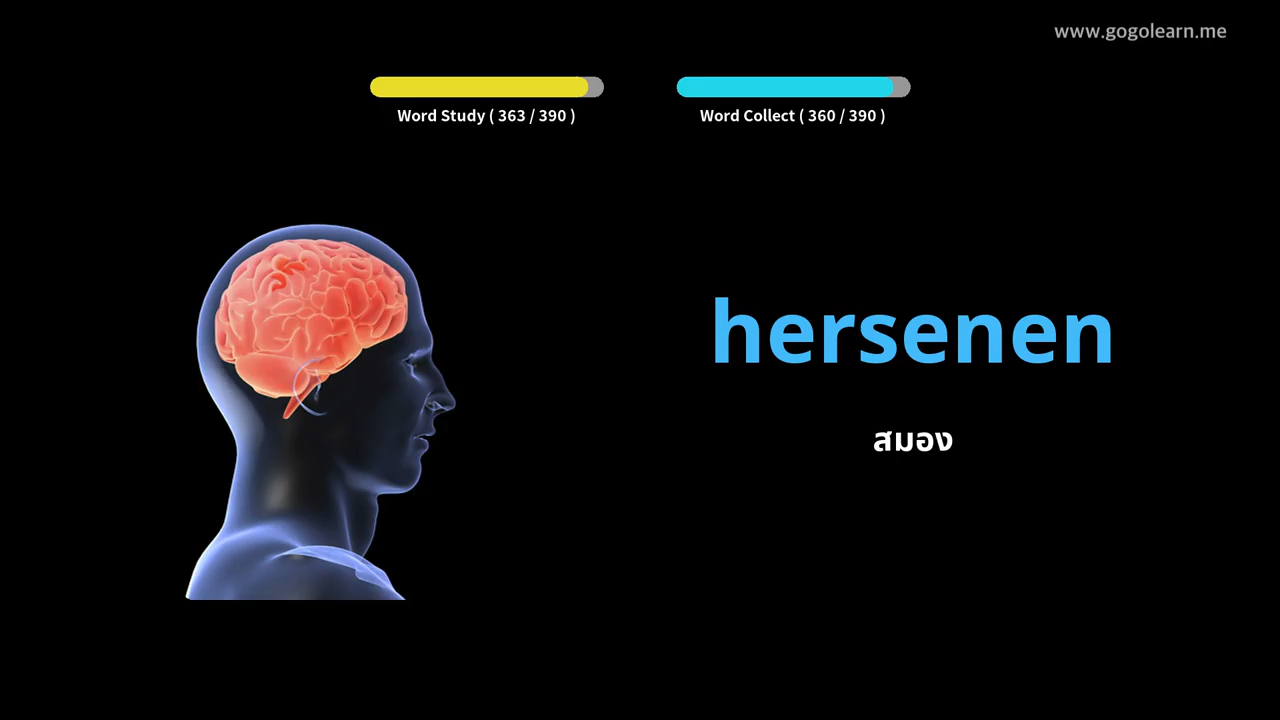 www.gogolearn.me
Word Study ( 363 / 390 )
Word Collect ( 360 / 390 )
hersenen
สมอง